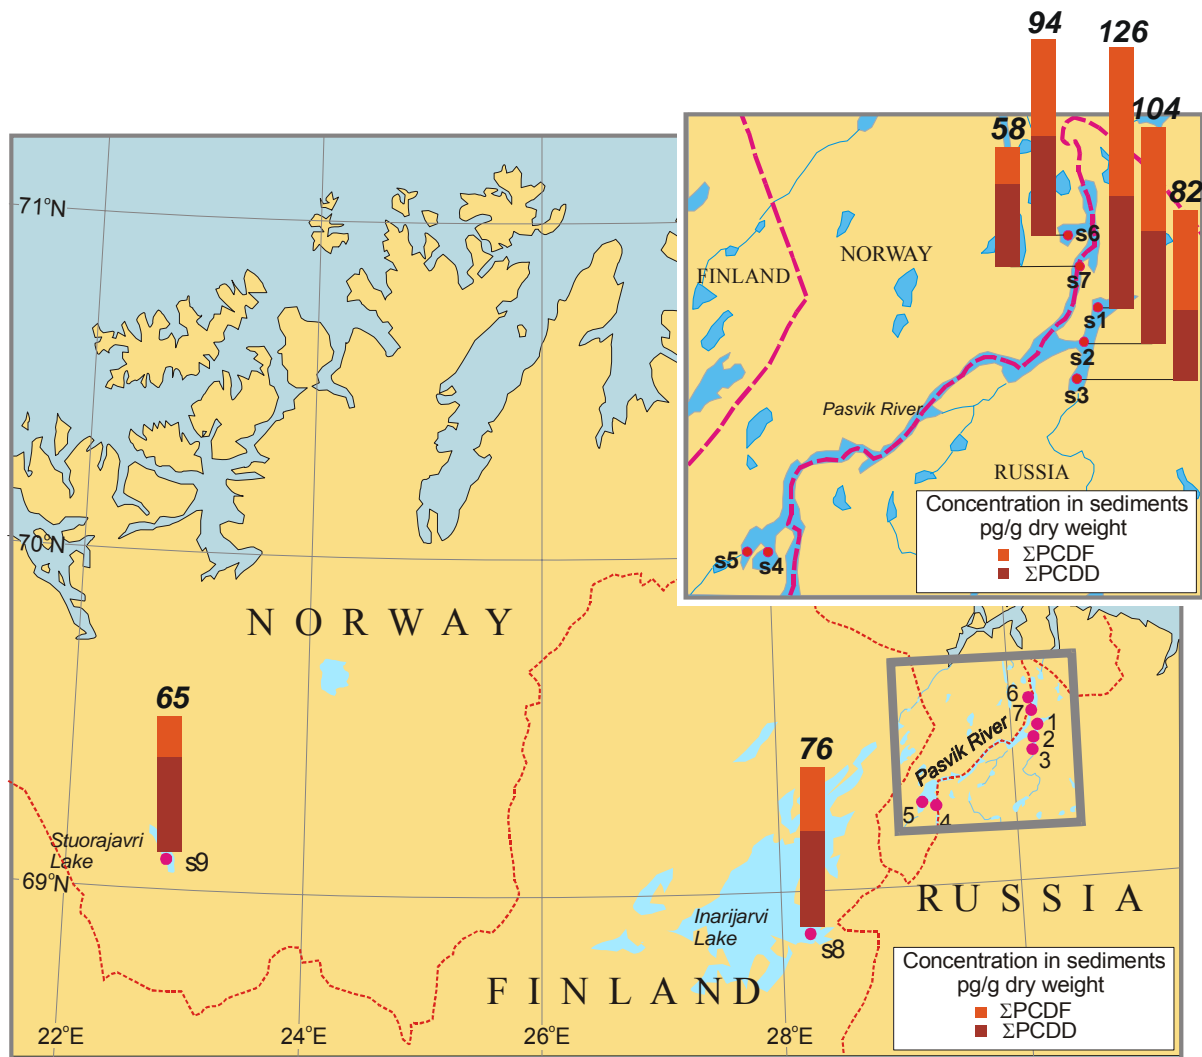 94
126
104
58
82
s6
NORWAY
FINLAND
s7
s1
s2
s3
Pasvik River
RUSSIA
Concentration in sediments
pg/g dry weight
ΣPCDF
ΣPCDD
s5
s4
71°N
70°N
NORWAY
65
76
6
7
1
2
3
Pasvik River
5
4
Stuorajavri
Lake
s9
69°N
RUSSIA
Inarijarvi
Lake
s8
FINLAND
Concentration in sediments
pg/g dry weight
ΣPCDF
ΣPCDD
22°E
24°E
26°E
28°E